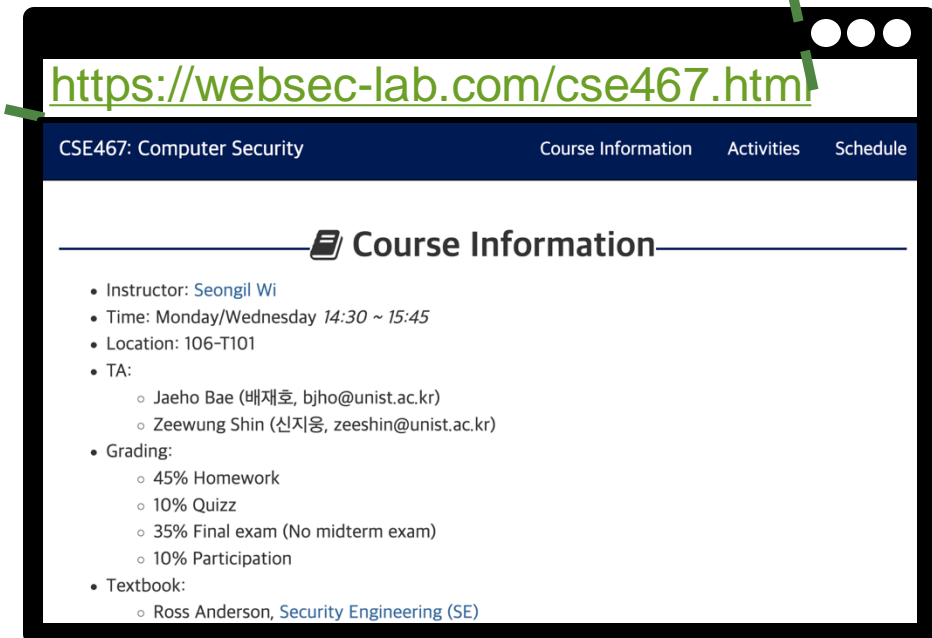 https://websec-lab.com/cse467.html
CSE467: Computer Security Course Information Activities Schedule
Course Information
• Instructor: Seongil Wi
• Time: Monday/Wednesday 14:30 ~ 15:45
• Location: 106-T101
• TA:
◦ Jaeho Bae (배재호, bjho@unist.ac.kr)
◦ Zeewung Shin (신지웅, zeeshin@unist.ac.kr)
• Grading:
◦ 45% Homework
◦ 10% Quizz
◦ 35% Final exam (No midterm exam)
◦ 10% Participation
• Textbook:
◦ Ross Anderson, Security Engineering (SE)